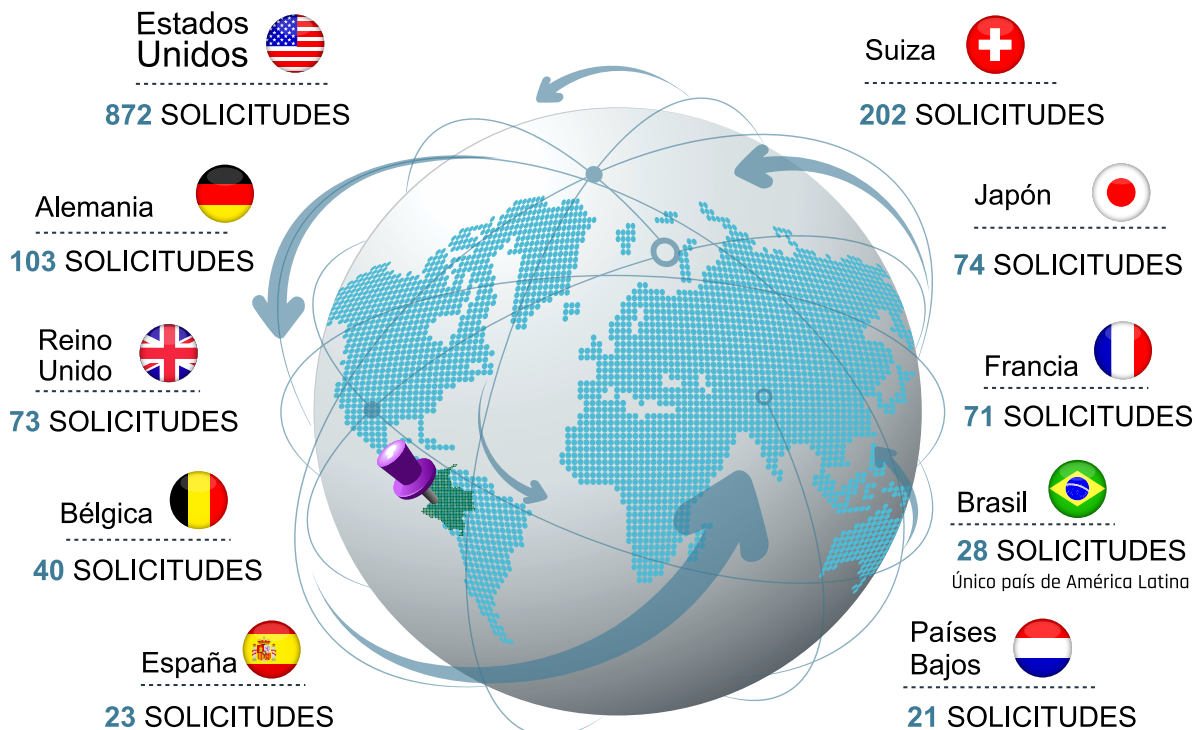 Estados
Unidos
872 SOLICITUDES
Suiza
202 SOLICITUDES
Alemania
103 SOLICITUDES
Japón
74 SOLICITUDES
Reino
Unido
73 SOLICITUDES
Francia
71 SOLICITUDES
Bélgica
40 SOLICITUDES
Brasil
28 SOLICITUDES
Único país de América Latina
España
23 SOLICITUDES
Países
Bajos
21 SOLICITUDES